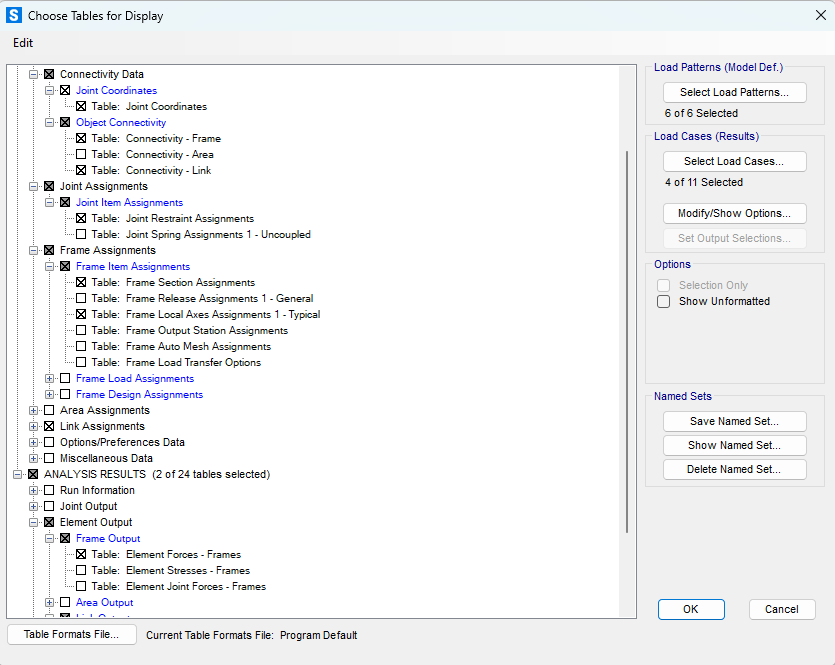 S Choose Tables for Display
Edit
Connectivity Data
Joint Coordinates
Table: Joint Coordinates
Object Connectivity
Table: Connectivity - Frame
Table: Connectivity - Area
Table: Connectivity - Link
Joint Assignments
Joint Item Assignments
Table: Joint Restraint Assignments
Table: Joint Spring Assignments 1 - Uncoupled
Frame Assignments
Frame Item Assignments
Table: Frame Section Assignments
Table: Frame Release Assignments 1 - General
Table: Frame Local Axes Assignments 1 - Typical
Table: Frame Output Station Assignments
Table: Frame Auto Mesh Assignments
Table: Frame Load Transfer Options
Frame Load Assignments
Frame Design Assignments
Area Assignments
Link Assignments
Options/Preferences Data
Miscellaneous Data
ANALYSIS RESULTS (2 of 24 tables selected)
Run Information
Joint Output
Element Output
Frame Output
Table: Element Forces - Frames
Table: Element Stresses - Frames
Table: Element Joint Forces - Frames
Area Output
Load Patterns (Model Def.)
Select Load Patterns...
6 of 6 Selected
Load Cases (Results)
Select Load Cases...
4 of 11 Selected
Modify/Show Options...
Set Output Selections...
Options
Selection Only
Show Unformatted
Named Sets
Save Named Set...
Show Named Set...
Delete Named Set...
OK
Cancel
Table Formats File...
Current Table Formats File: Program Default